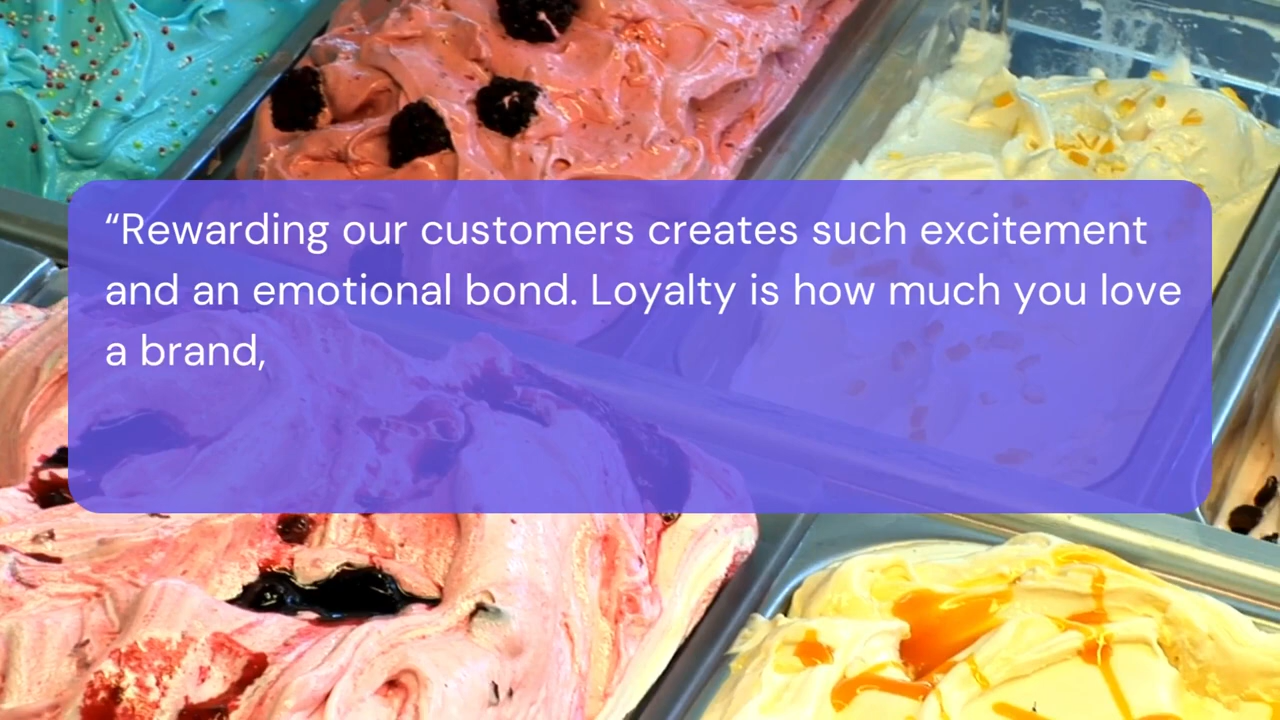 “Rewarding our customers creates such excitement
and an emotional bond. Loyalty is how much you love
a brand,